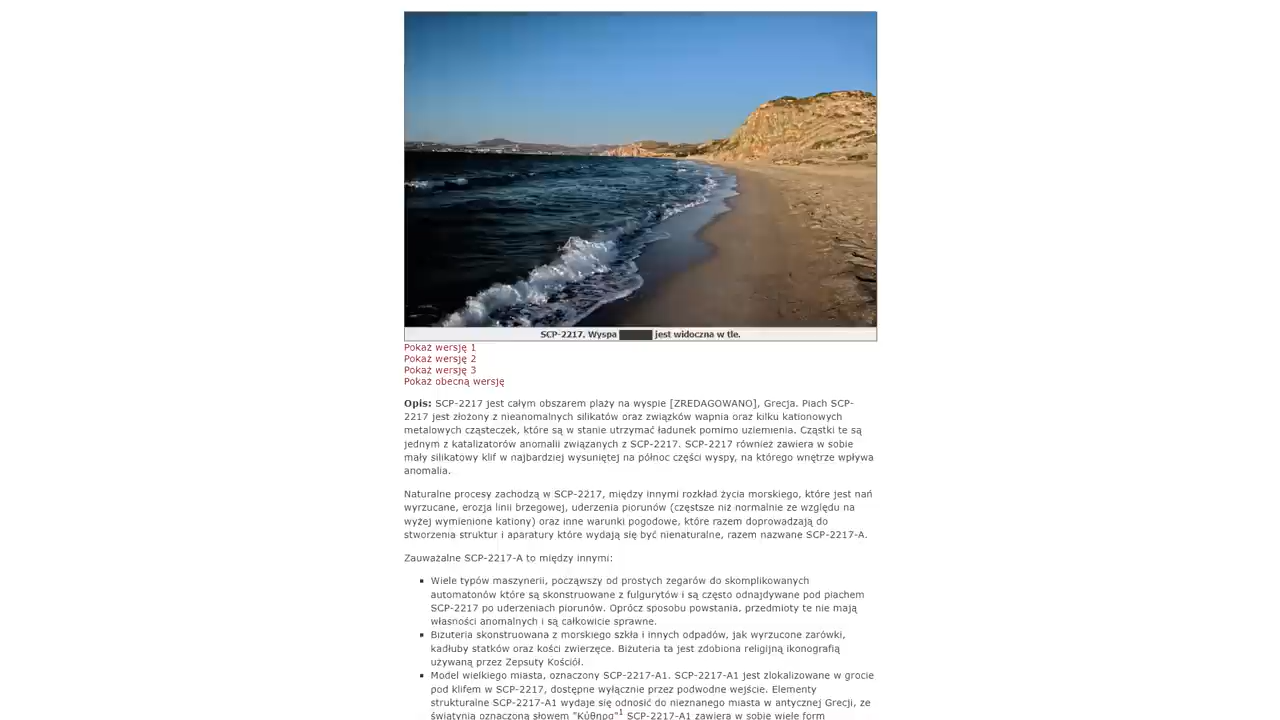 SCP-2217. Wyspa jest widoczna w tle.
Pokaż wersję 1
Pokaż wersję 2
Pokaż wersję 3
Pokaż obecną wersję
Opis: SCP-2217 jest całym obszarem plaży na wyspie [ZREDAGOWANO], Grecja. Piach SCP-
2217 jest złożony z nieanomalnych silikatów oraz związków wapnia oraz kilku kationowych
metalowych cząsteczek, które są w stanie utrzymać ładunek pomimo uziemienia. Cząstki te są
jednym z katalizatorów anomalii związanych z SCP-2217. SCP-2217 również zawiera w sobie
mały silikatowy klif w najbardziej wysuniętej na północ części wyspy, na którego wnętrze wpływa
anomalia.
Naturalne procesy zachodzą w SCP-2217, między innymi rozkład życia morskiego, które jest nań
wyrzucane, erozja linii brzegowej, uderzenia piorunów (częstsze niż normalnie ze względu na
wyżej wymienione kationy) oraz inne warunki pogodowe, które razem doprowadzają do
stworzenia struktur i aparatury które wydają się być nienaturalne, razem nazwane SCP-2217-A.
Zauważalne SCP-2217-A to między innymi:
Wiele typów maszynerii, począwszy od prostych zegarów do skomplikowanych
automatonów które są skonstruowane z fulgurytów i są często odnajdywane pod piachem
SCP-2217 po uderzeniach piorunów. Oprócz sposobu powstania, przedmioty te nie mają
własności anomalnych i są całkowicie sprawne.
Biżuteria skonstruowana z morskiego szkła i innych odpadów, jak wyrzucone żarówki,
kadłuby statków oraz kości zwierzęce. Biżuteria ta jest zdobiona religijną ikonografią
używaną przez Zepsuty Kościół.
Model wielkiego miasta, oznaczony SCP-2217-A1. SCP-2217-A1 jest zlokalizowane w grocie
pod klifem w SCP-2217, dostępne wyłącznie przez podwodne wejście. Elementy
strukturalne SCP-2217-A1 wydaje się odnosić do nieznanego miasta w antycznej Grecji, ze
świątynią oznaczoną słowem "Κύθηρα"1 SCP-2217-A1 zawiera w sobie wiele form